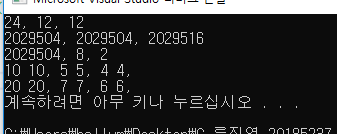 24, 12, 12
2029504, 2029504, 2029516
2029504, 8, 2
10 10, 5 5, 4 4,
20 20, 7 7, 6 6,
계속하려면 아무 키나 누르십시오 . . .